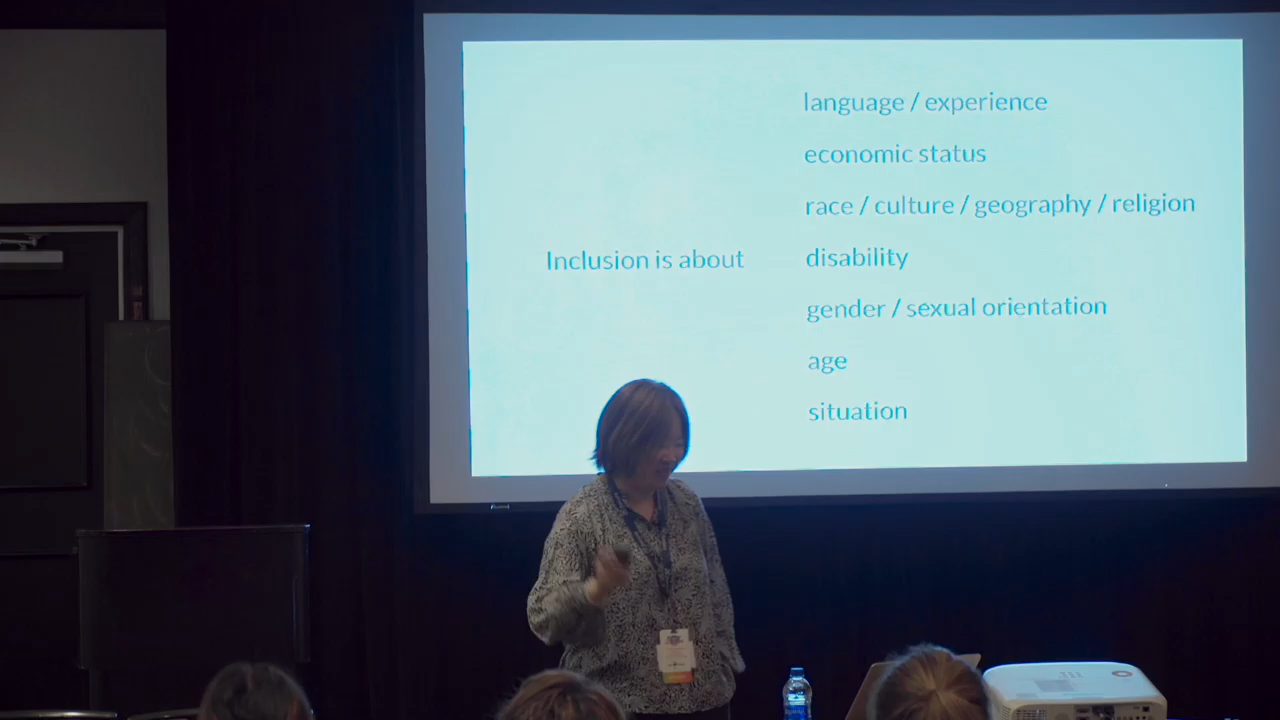 language / experience
economic status
race / culture / geography / religion
Inclusion is about
disability
gender / sexual orientation
age
situation